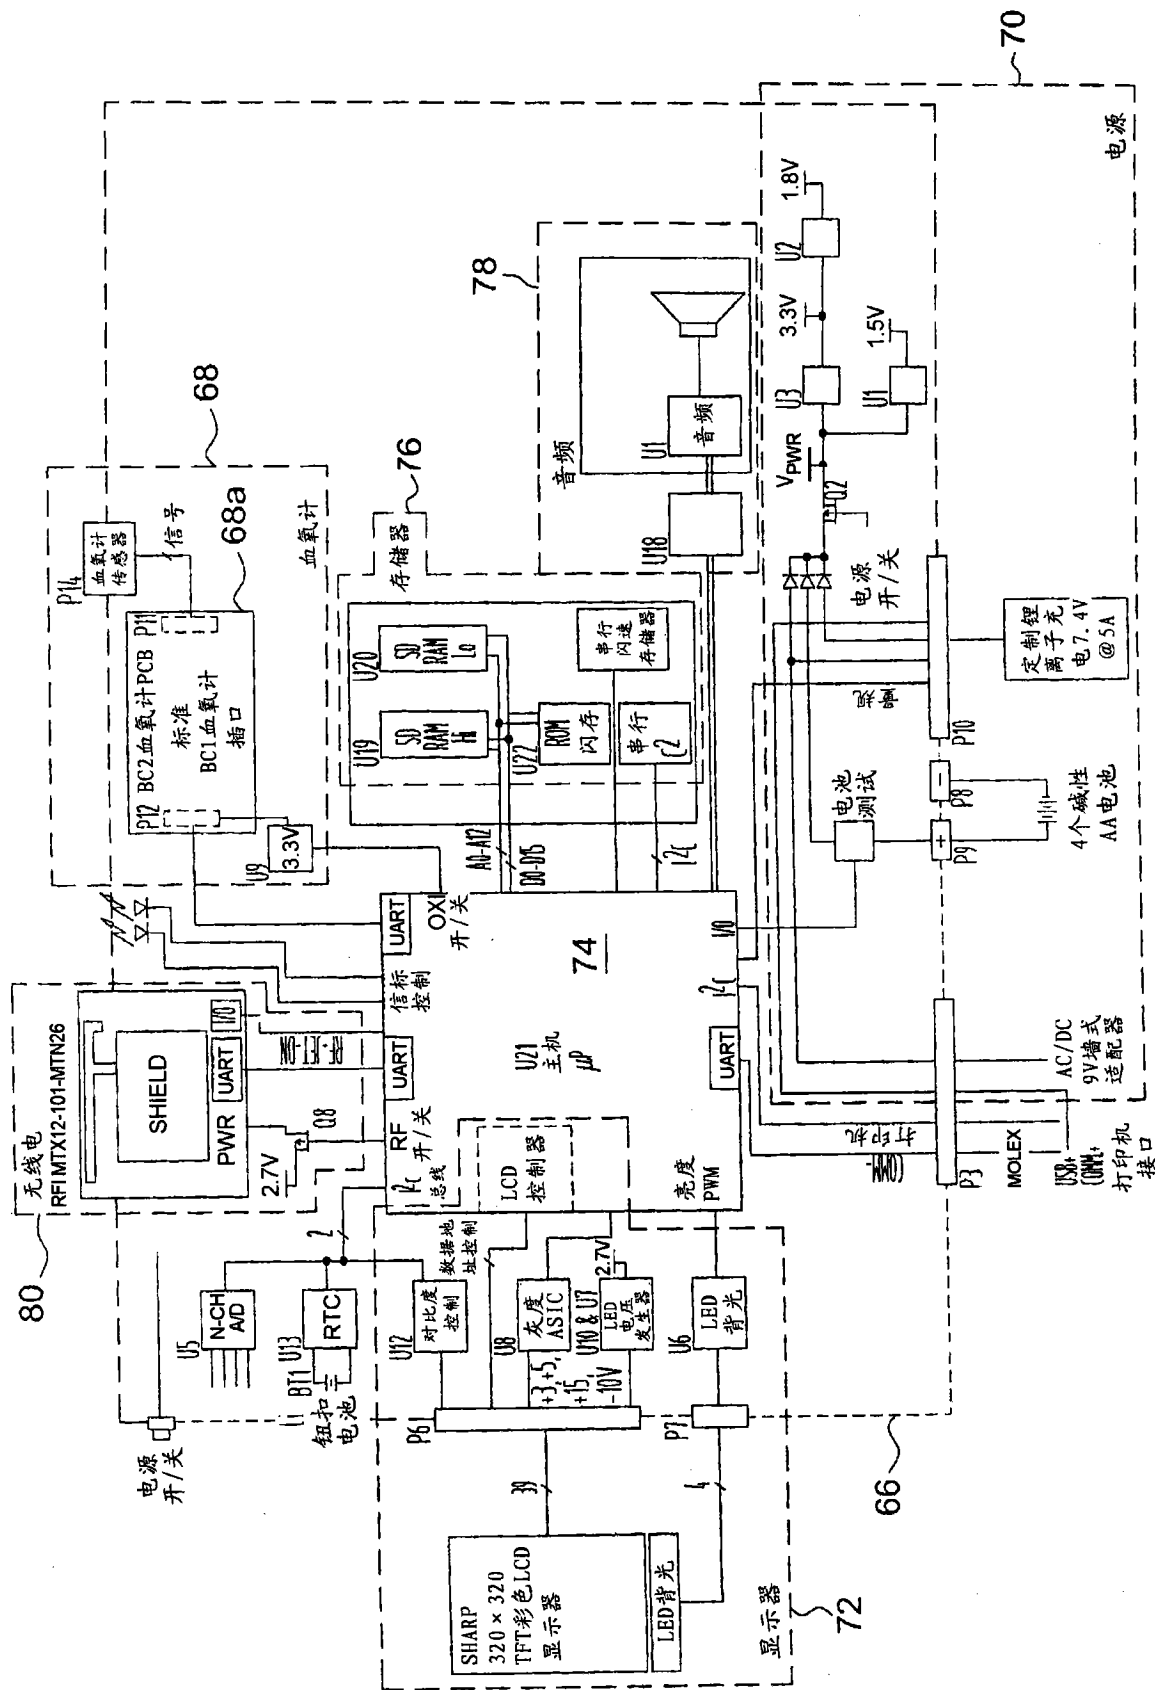 70
电源
1.8V
U2
3.3V
U3
1.5V
U1
VPWR
Q2
电源
开/关
定制锂
离子充
电7.4V
@5A
P10
P8
P9
-
+
4个碱性
AA电池
电池
测试
AC/DC
9V墙式
适配器
P3
MOLEX
USB+
COMM+
打印机
接口
打印机
COMM-
78
音频
U1
音频
U18
76
存储器
U20
SD
RAM
Lo
U19
SD
RAM
Hi
U22
ROM
闪存
串行
闪速
存储器
串行
I2C
A0-A12
D0-D15
I2C
68
68a
血氧计
P14
血氧计
传感器
信号
P11
BC2血氧计PCB
标准
BC1血氧计
插口
P12
U9
3.3V
UART
OXI
开/关
信标
控制
UART
RF
开/关
I2C
总线
74
U21
主机
μP
I/O
I2C
UART
LCD
控制器
亮度
PWM
80
无线电
RFIMTX12-101-MTN26
SHIELD
UART
I/O
PWR
2.7V
Q8
2
U5
N-CH
A/D
U13
RTC
BT1
钮扣
电池
电源
开/关
U12
对比度
控制
数据地
址控制
U8
灰度
ASIC
+3,+5,
+15,
-10V
U10 & U7
LED
电压
发生器
2.7V
U6
LED
背光
P6
P7
39
4
66
SHARP
320×320
TFT彩色LCD
显示器
LED背光
显示器
72